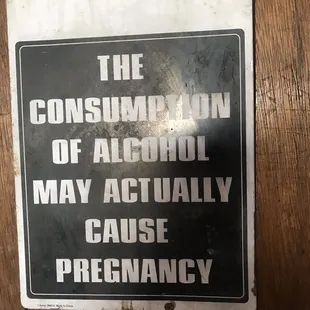 THE
CONSUMPTION
OF ALCOHOL
MAY ACTUALLY
CAUSE
PREGNANCY